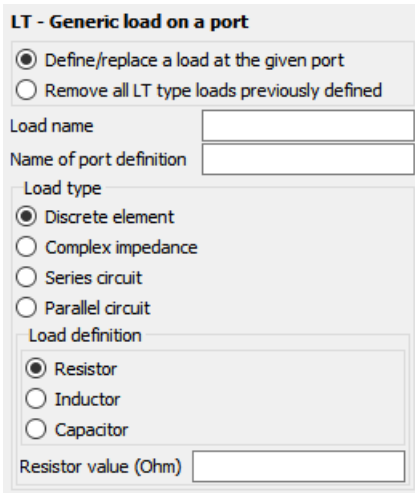 LT - Generic load on a port
Define/replace a load at the given port
Remove all LT type loads previously defined
Load name
Name of port definition
Load type
Discrete element
Complex impedance
Series circuit
Parallel circuit
Load definition
Resistor
Inductor
Capacitor
Resistor value (Ohm)